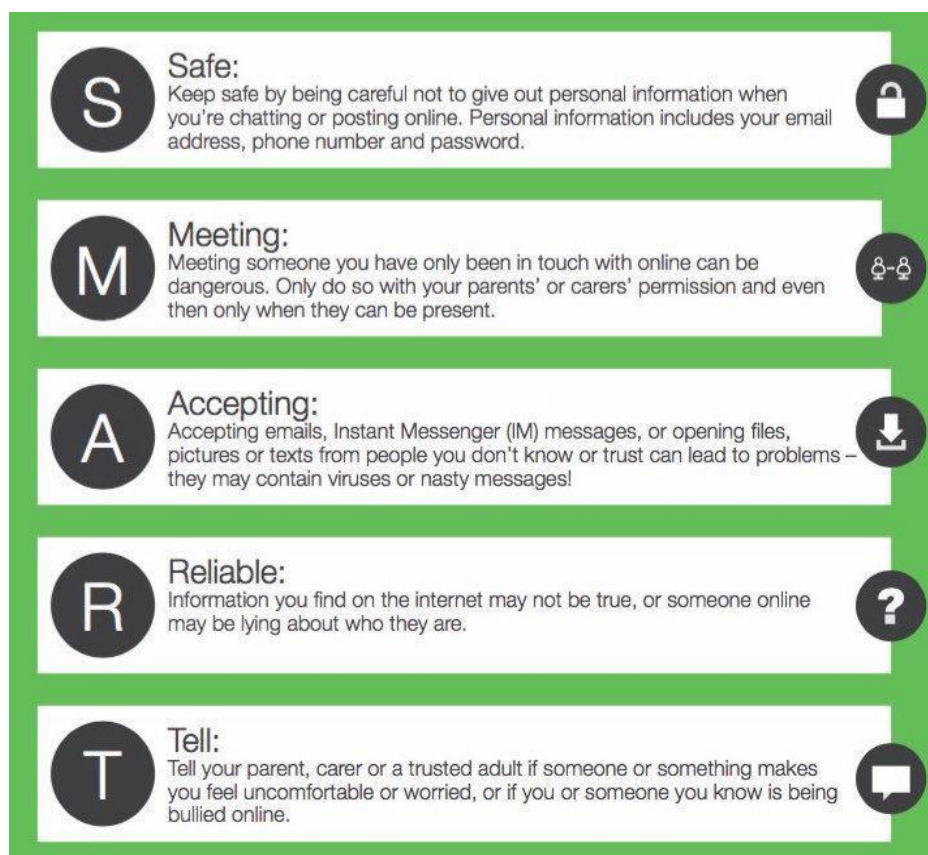 S
Safe:
Keep safe by being careful not to give out personal information when
you're chatting or posting online. Personal information includes your email
address, phone number and password.
M
Meeting:
Meeting someone you have only been in touch with online can be
dangerous. Only do so with your parents' or carers' permission and even
then only when they can be present.
A
Accepting:
Accepting emails, Instant Messenger (IM) messages, or opening files,
pictures or texts from people you don't know or trust can lead to problems –
they may contain viruses or nasty messages!
R
Reliable:
Information you find on the internet may not be true, or someone online
may be lying about who they are.
?
T
Tell:
Tell your parent, carer or a trusted adult if someone or something makes
you feel uncomfortable or worried, or if you or someone you know is being
bullied online.